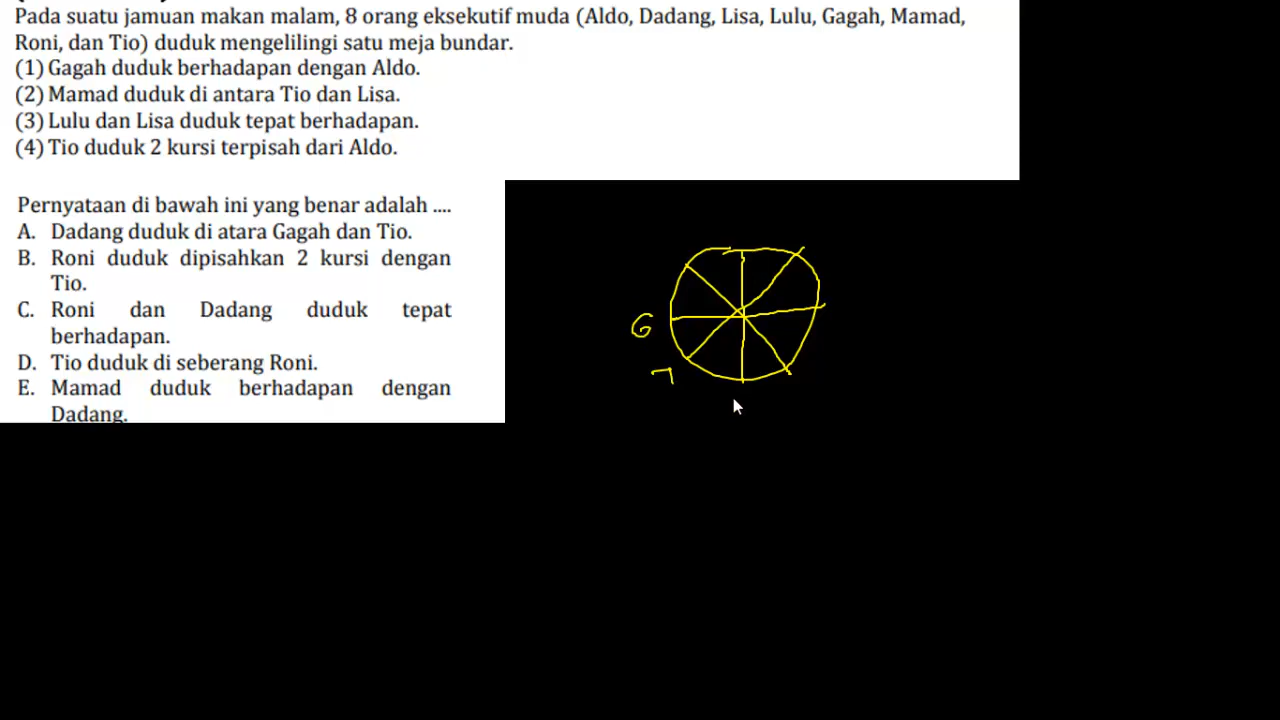 Pada suatu jamuan makan malam, 8 orang eksekutif muda (Aldo, Dadang, Lisa, Lulu, Gagah, Mamad,
Roni, dan Tio) duduk mengelilingi satu meja bundar.
(1) Gagah duduk berhadapan dengan Aldo.
(2) Mamad duduk di antara Tio dan Lisa.
(3) Lulu dan Lisa duduk tepat berhadapan.
(4) Tio duduk 2 kursi terpisah dari Aldo.
Pernyataan di bawah ini yang benar adalah ....
A. Dadang duduk di atara Gagah dan Tio.
B. Roni duduk dipisahkan 2 kursi dengan
Tio.
C. Roni dan Dadang duduk tepat
berhadapan.
D. Tio duduk di seberang Roni.
E. Mamad duduk berhadapan dengan
Dadang.
G